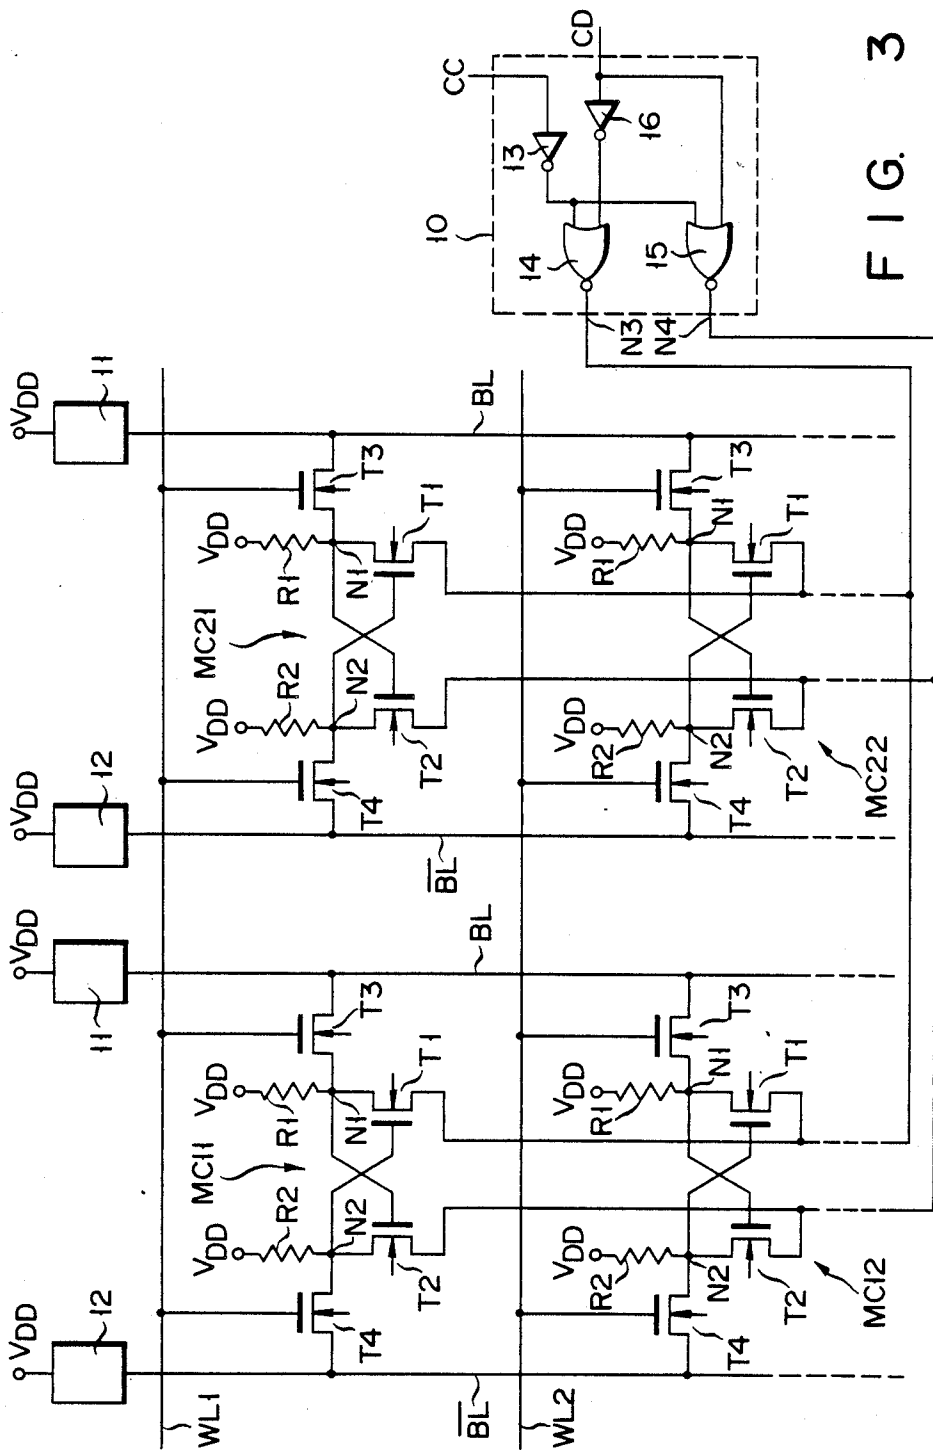 VDD
VDD
VDD
VDD
12
11
12
11
WL1
MC11
MC21
VDD
VDD
VDD
VDD
R2
R1
R2
R1
T4
N2
N1
T3
T4
N2
N1
T3
T2
T1
T2
T1
B̅L̅
BL
B̅L̅
BL
10
CC
13
14
16
CD
15
N3
N4
WL2
VDD
VDD
VDD
VDD
R2
R1
R2
R1
T4
N2
N1
T3
T4
N2
N1
T3
T2
T1
T2
T1
MC12
MC22
FIG. 3